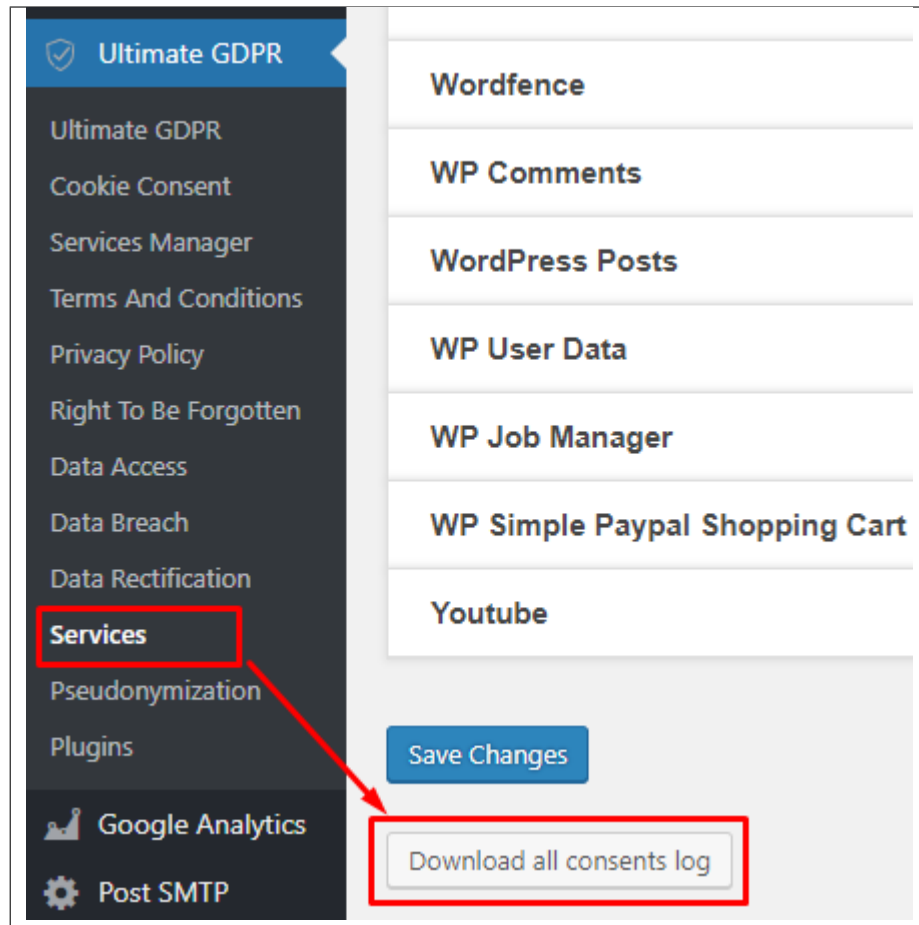 Ultimate GDPR
Ultimate GDPR
Cookie Consent
Services Manager
Terms And Conditions
Privacy Policy
Right To Be Forgotten
Data Access
Data Breach
Data Rectification
Services
Pseudonymization
Plugins
Google Analytics
Post SMTP
Wordfence
WP Comments
WordPress Posts
WP User Data
WP Job Manager
WP Simple Paypal Shopping Cart
Youtube
Save Changes
Download all consents log